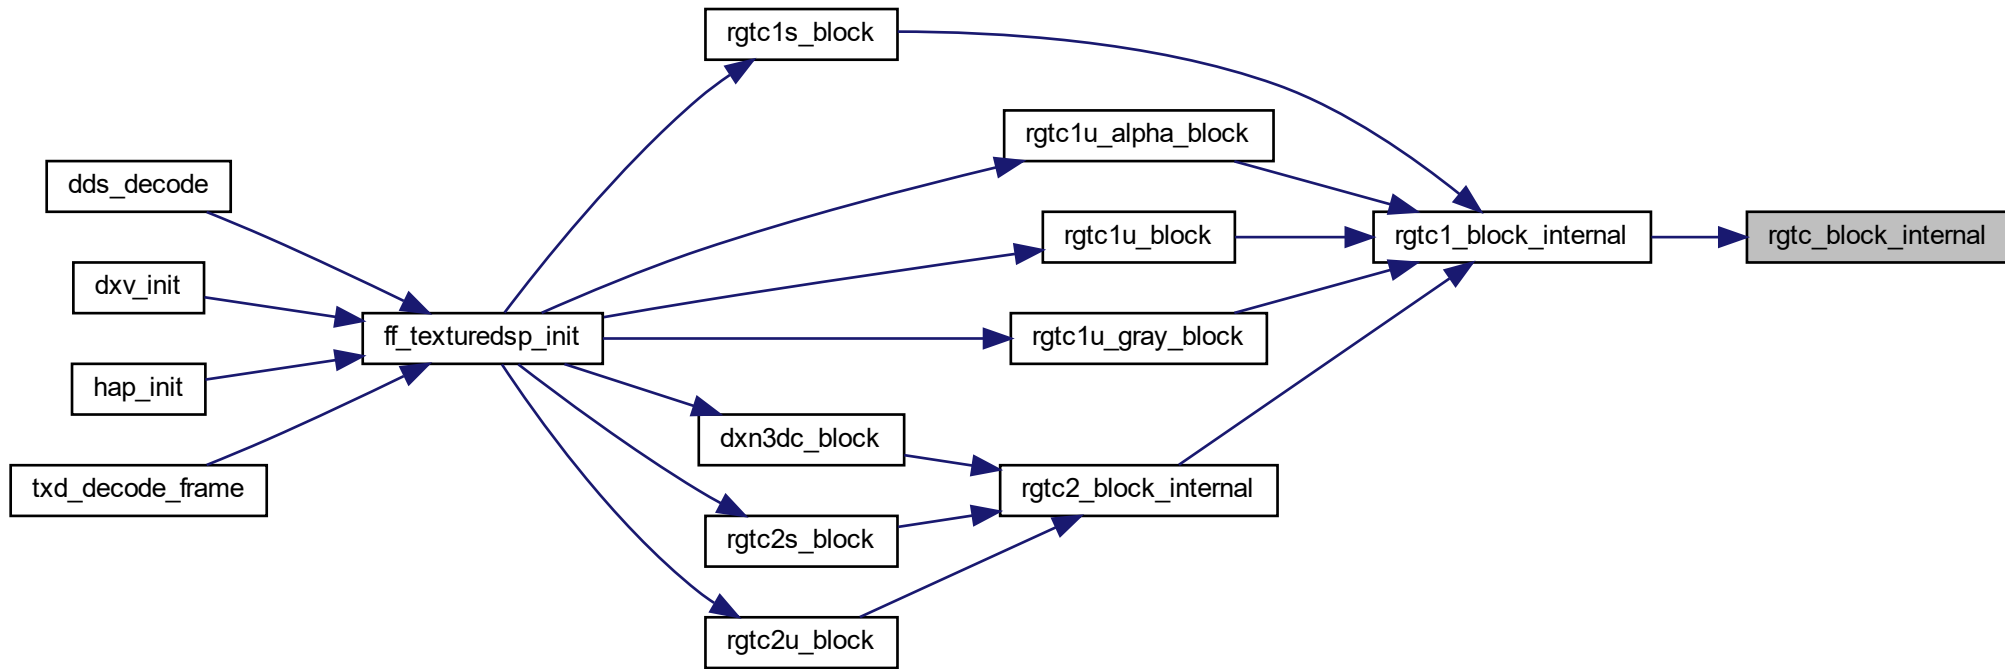 rgtc1s_block
rgtc1u_alpha_block
dds_decode
rgtc1u_block
rgtc1_block_internal
rgtc_block_internal
dxv_init
ff_texturedsp_init
rgtc1u_gray_block
hap_init
dxn3dc_block
txd_decode_frame
rgtc2_block_internal
rgtc2s_block
rgtc2u_block